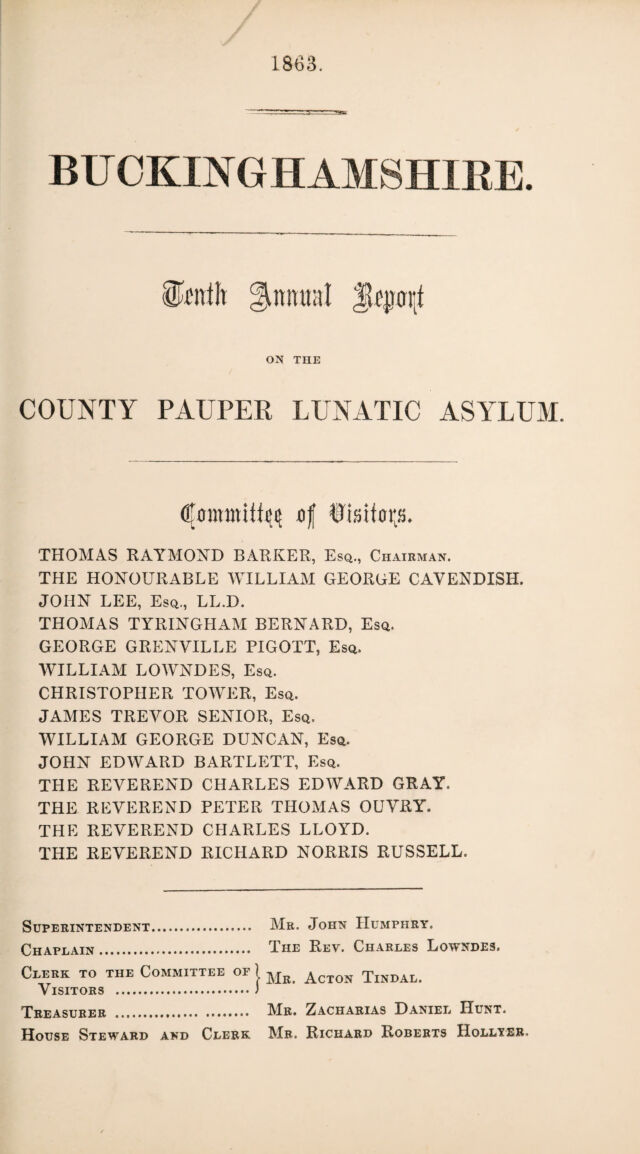 1863.
BUCKINGHAMSHIRE.
Tenth Annual Report
ON THE
COUNTY PAUPER LUNATIC ASYLUM.
Committee of Visitors.
THOMAS RAYMOND BARKER, Esq., Chairman.
THE HONOURABLE WILLIAM GEORGE CAVENDISH.
JOHN LEE, Esq., LL.D.
THOMAS TYRINGHAM BERNARD, Esq.
GEORGE GRENVILLE PIGOTT, Esq.
WILLIAM LOWNDES, Esq.
CHRISTOPHER TOWER, Esq.
JAMES TREVOR SENIOR, Esq.
WILLIAM GEORGE DUNCAN, Esq.
JOHN EDWARD BARTLETT, Esq.
THE REVEREND CHARLES EDWARD GRAY.
THE REVEREND PETER THOMAS OUVRY.
THE REVEREND CHARLES LLOYD.
THE REVEREND RICHARD NORRIS RUSSELL.
Superintendent.................. Mr. John Humphry.
Chaplain........................... The Rev. Charles Lowndes.
Clerk to the Committee of Visitors ........................ } Mr. Acton Tindal.
Treasurer ........................ Mr. Zacharias Daniel Hunt.
House Steward and Clerk Mr. Richard Roberts Hollyer.